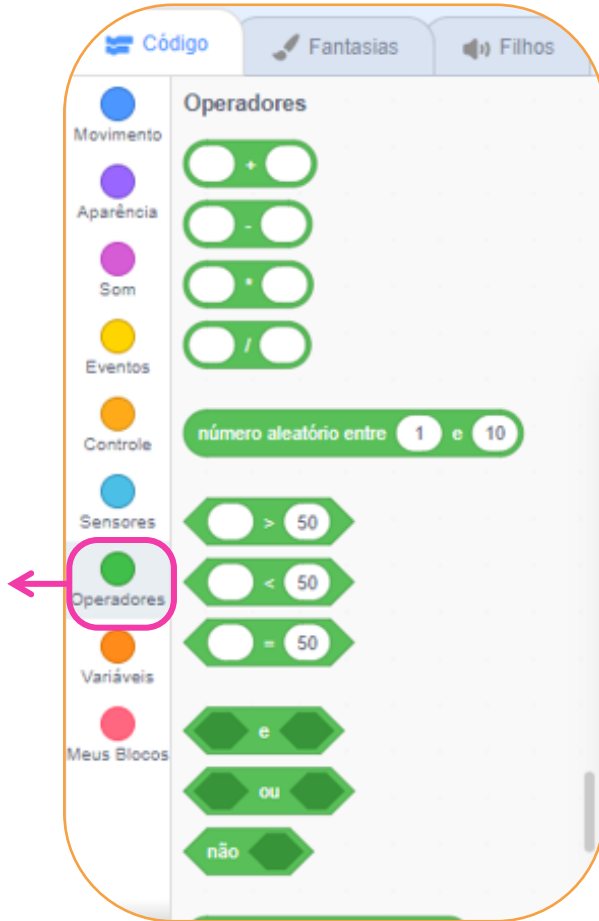 Código
Fantasias
Filhos
Movimento
Aparência
Som
Eventos
Controle
Sensores
Operadores
Variáveis
Meus Blocos
Operadores
+
-
*
/
número aleatório entre 1 e 10
> 50
< 50
= 50
e
ou
não